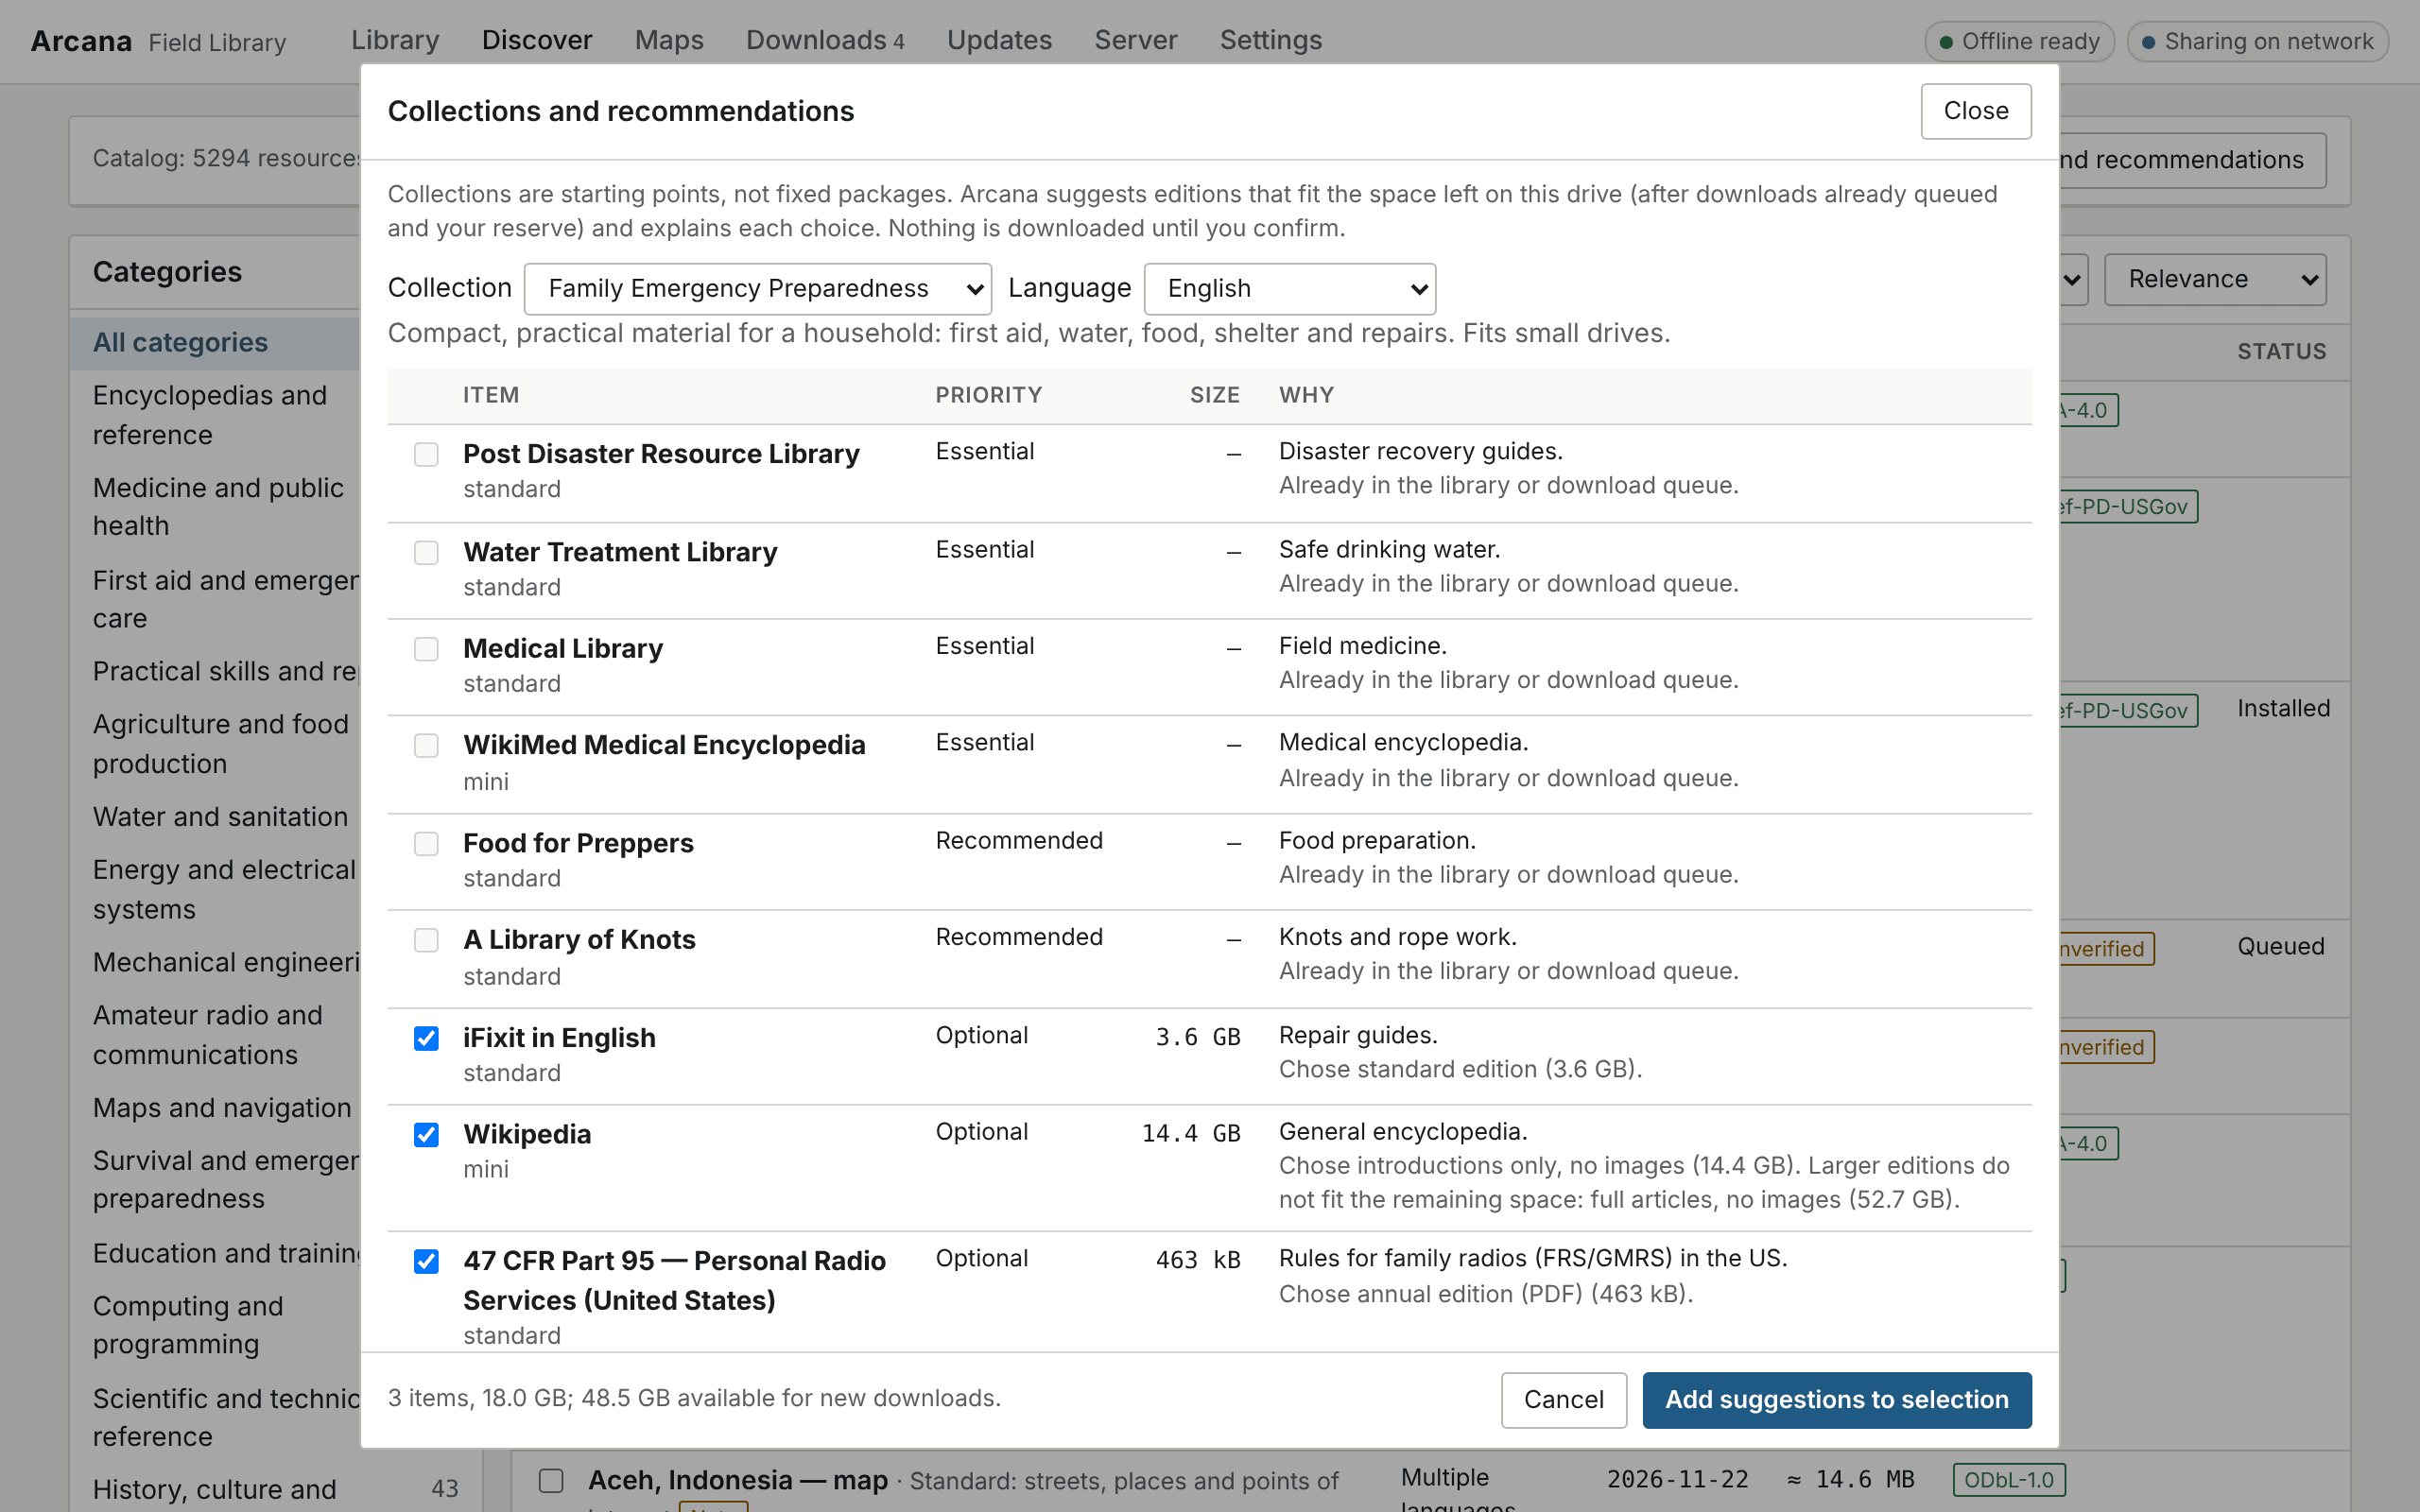 Arcana Field Library Library Discover Maps Downloads 4 Updates Server Settings Offline ready Sharing on network
Collections and recommendations Close
Catalog: 5294 resources nd recommendations
Collections are starting points, not fixed packages. Arcana suggests editions that fit the space left on this drive (after downloads already queued
and your reserve) and explains each choice. Nothing is downloaded until you confirm.
Collection Family Emergency Preparedness Language English
Compact, practical material for a household: first aid, water, food, shelter and repairs. Fits small drives.
ITEM PRIORITY SIZE WHY
Post Disaster Resource Library Essential – Disaster recovery guides.
standard Already in the library or download queue.
Water Treatment Library Essential – Safe drinking water.
standard Already in the library or download queue.
Medical Library Essential – Field medicine.
standard Already in the library or download queue.
WikiMed Medical Encyclopedia Essential – Medical encyclopedia.
mini Already in the library or download queue.
Food for Preppers Recommended – Food preparation.
standard Already in the library or download queue.
A Library of Knots Recommended – Knots and rope work.
standard Already in the library or download queue.
iFixit in English Optional 3.6 GB Repair guides.
standard Chose standard edition (3.6 GB).
Wikipedia Optional 14.4 GB General encyclopedia.
mini Chose introductions only, no images (14.4 GB). Larger editions do
not fit the remaining space: full articles, no images (52.7 GB).
47 CFR Part 95 — Personal Radio Optional 463 kB Rules for family radios (FRS/GMRS) in the US.
Services (United States) Chose annual edition (PDF) (463 kB).
standard
3 items, 18.0 GB; 48.5 GB available for new downloads. Cancel Add suggestions to selection
Categories
All categories
Encyclopedias and
reference
Medicine and public
health
First aid and emergen
care
Practical skills and re
Agriculture and food
production
Water and sanitation
Energy and electrical
systems
Mechanical engineeri
Amateur radio and
communications
Maps and navigation
Survival and emergen
preparedness
Education and training
Computing and
programming
Scientific and technic
reference
History, culture and 43
Relevance
STATUS
A-4.0
ef-PD-USGov
ef-PD-USGov Installed
nverified Queued
nverified
A-4.0
Aceh, Indonesia — map · Standard: streets, places and points of Multiple 2026-11-22 ≈ 14.6 MB ODbL-1.0
languages